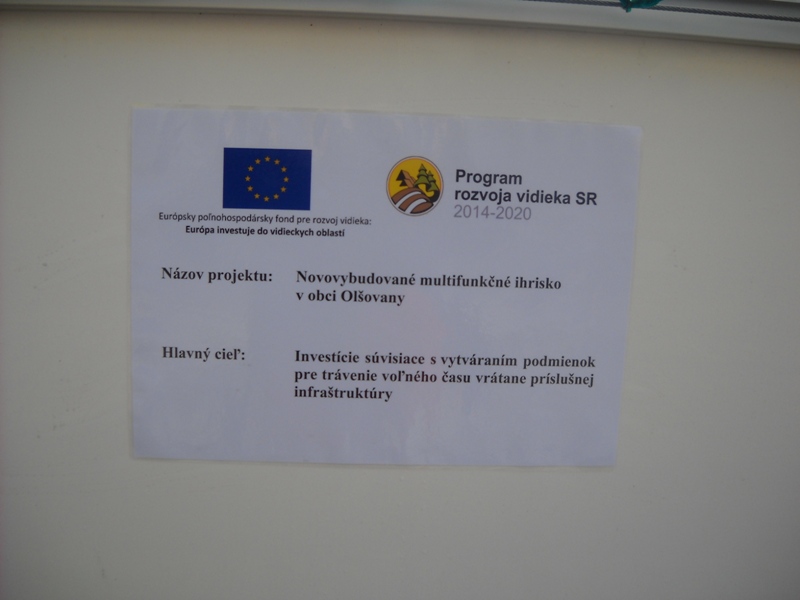 Európsky poľnohospodársky fond pre rozvoj vidieka:
Európa investuje do vidieckych oblastí
Program
rozvoja vidieka SR
2014-2020
Názov projektu: Novovybudované multifunkčné ihrisko
v obci Olšovany
Hlavný cieľ: Investície súvisiace s vytváraním podmienok
pre trávenie voľného času vrátane príslušnej
infraštruktúry